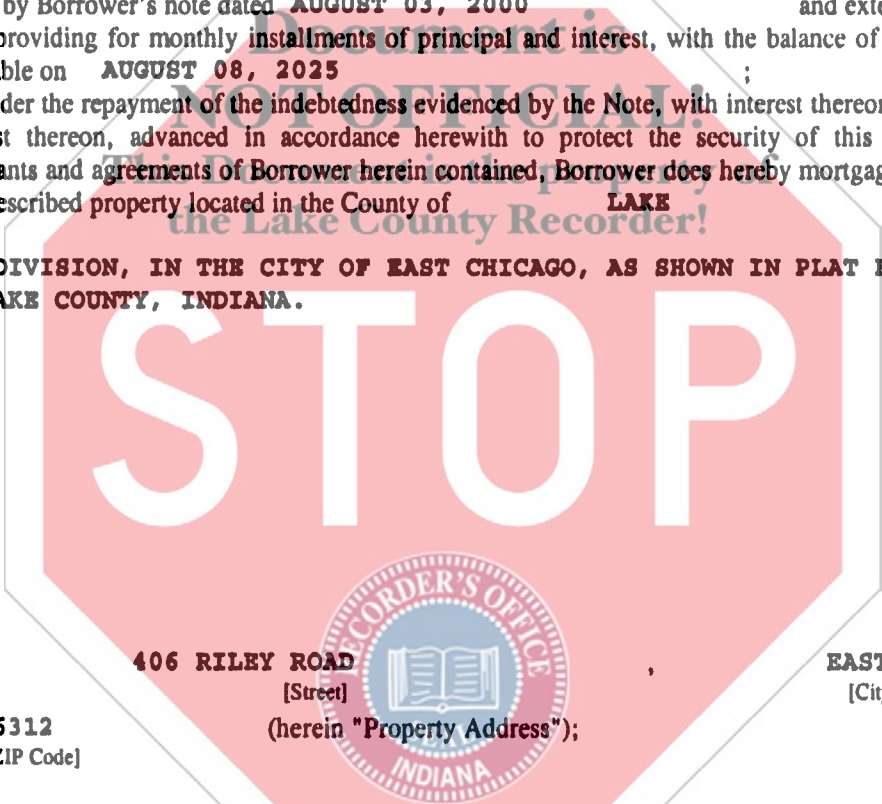 by Borrower's note dated AUGUST 03, 2000 and exte
Document is
providing for monthly installments of principal and interest, with the balance of
ble on AUGUST 08, 2025 ;
NOT OFFICIAL!
der the repayment of the indebtedness evidenced by the Note, with interest thereon
st thereon, advanced in accordance herewith to protect the security of this
This Document is the property of
ants and agreements of Borrower herein contained, Borrower does hereby mortgag
escribed property located in the County of LAKE
the Lake County Recorder!
DIVISION, IN THE CITY OF EAST CHICAGO, AS SHOWN IN PLAT
AKE COUNTY, INDIANA.
STOP
RECORDER'S OFFICE
406 RILEY ROAD , EAST
[Street] [Cit
6312 (herein "Property Address");
ZIP Code]
INDIANA